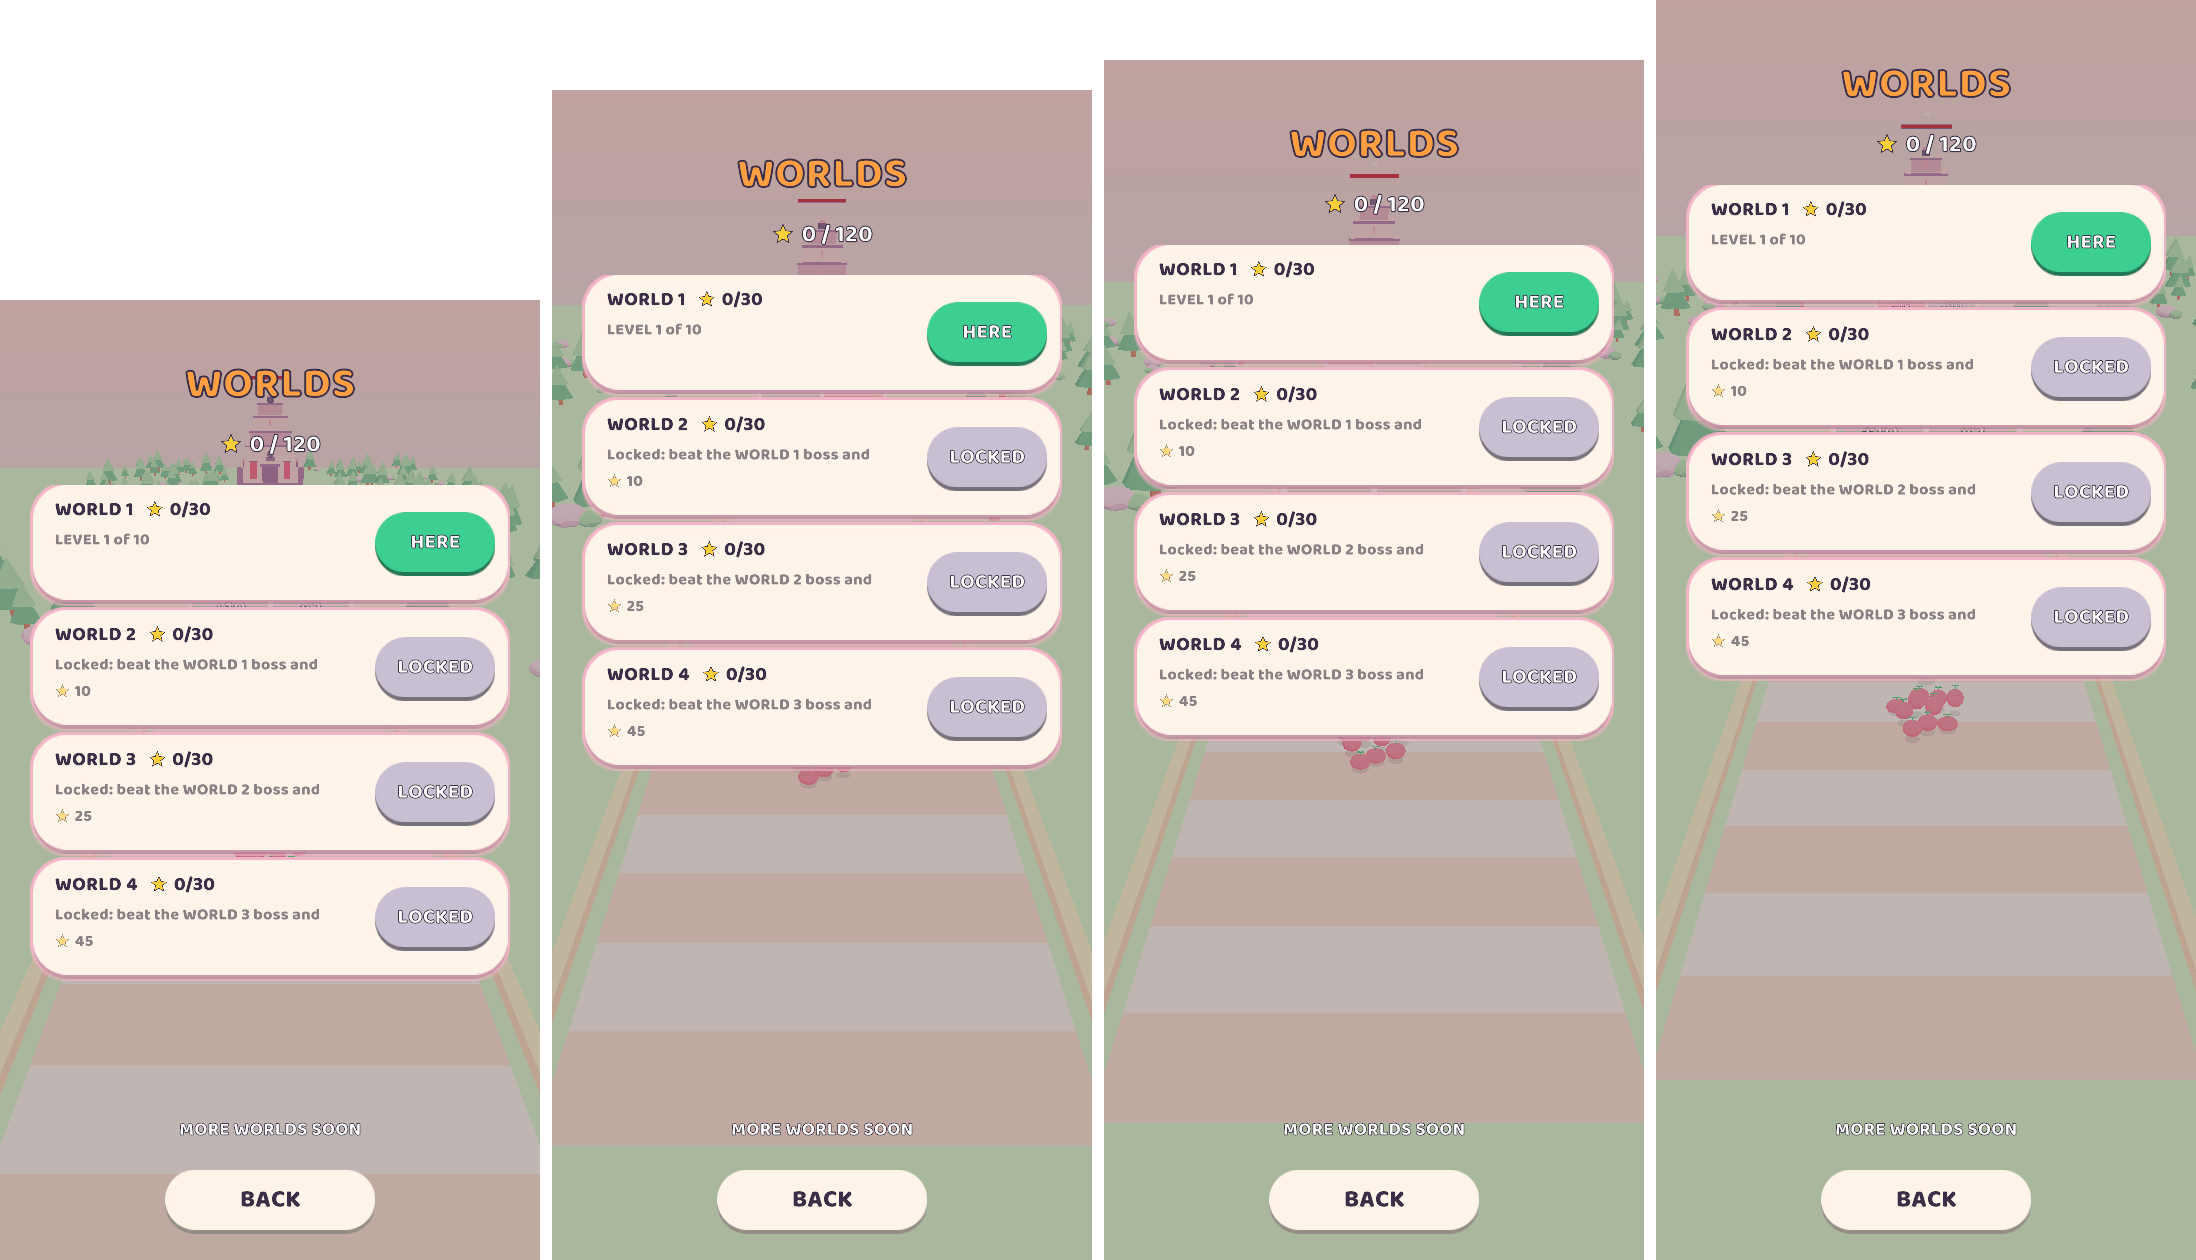 WORLDS
0 / 120
WORLD 1 0/30
LEVEL 1 of 10
HERE
WORLD 2 0/30
Locked: beat the WORLD 1 boss and
10
LOCKED
WORLD 3 0/30
Locked: beat the WORLD 2 boss and
25
LOCKED
WORLD 4 0/30
Locked: beat the WORLD 3 boss and
45
LOCKED
MORE WORLDS SOON
BACK
WORLDS
0 / 120
WORLD 1 0/30
LEVEL 1 of 10
HERE
WORLD 2 0/30
Locked: beat the WORLD 1 boss and
10
LOCKED
WORLD 3 0/30
Locked: beat the WORLD 2 boss and
25
LOCKED
WORLD 4 0/30
Locked: beat the WORLD 3 boss and
45
LOCKED
MORE WORLDS SOON
BACK
WORLDS
0 / 120
WORLD 1 0/30
LEVEL 1 of 10
HERE
WORLD 2 0/30
Locked: beat the WORLD 1 boss and
10
LOCKED
WORLD 3 0/30
Locked: beat the WORLD 2 boss and
25
LOCKED
WORLD 4 0/30
Locked: beat the WORLD 3 boss and
45
LOCKED
MORE WORLDS SOON
BACK
WORLDS
0 / 120
WORLD 1 0/30
LEVEL 1 of 10
HERE
WORLD 2 0/30
Locked: beat the WORLD 1 boss and
10
LOCKED
WORLD 3 0/30
Locked: beat the WORLD 2 boss and
25
LOCKED
WORLD 4 0/30
Locked: beat the WORLD 3 boss and
45
LOCKED
MORE WORLDS SOON
BACK